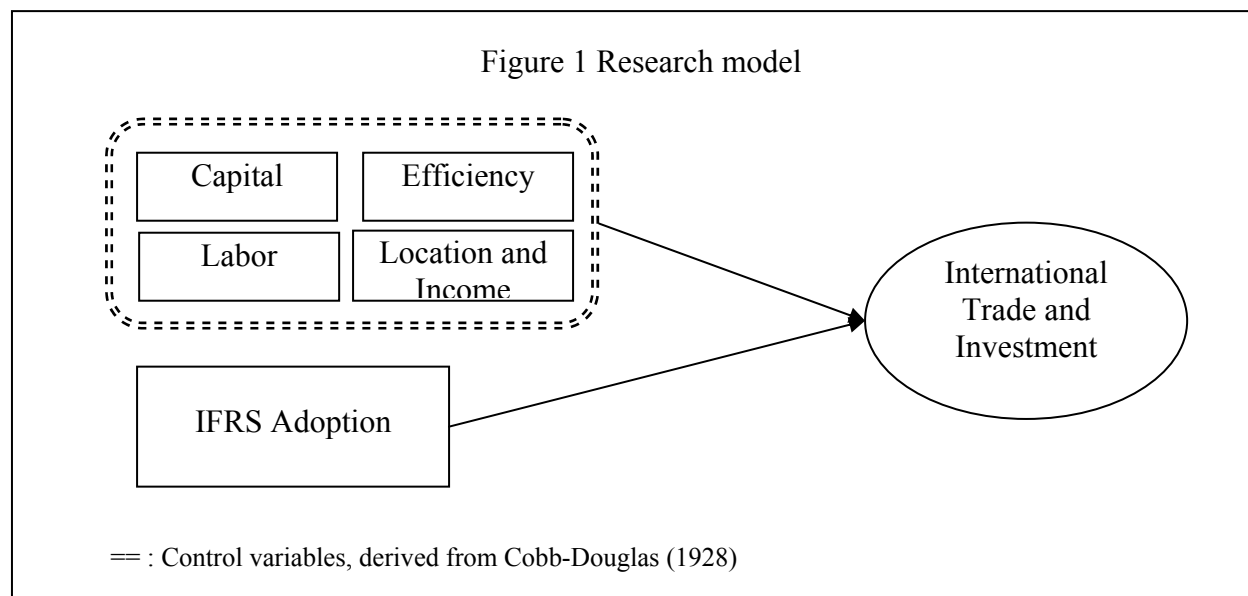 Figure 1 Research model
Capital
Efficiency
Labor
Location and
Income
IFRS Adoption
International
Trade and
Investment
== : Control variables, derived from Cobb-Douglas (1928)